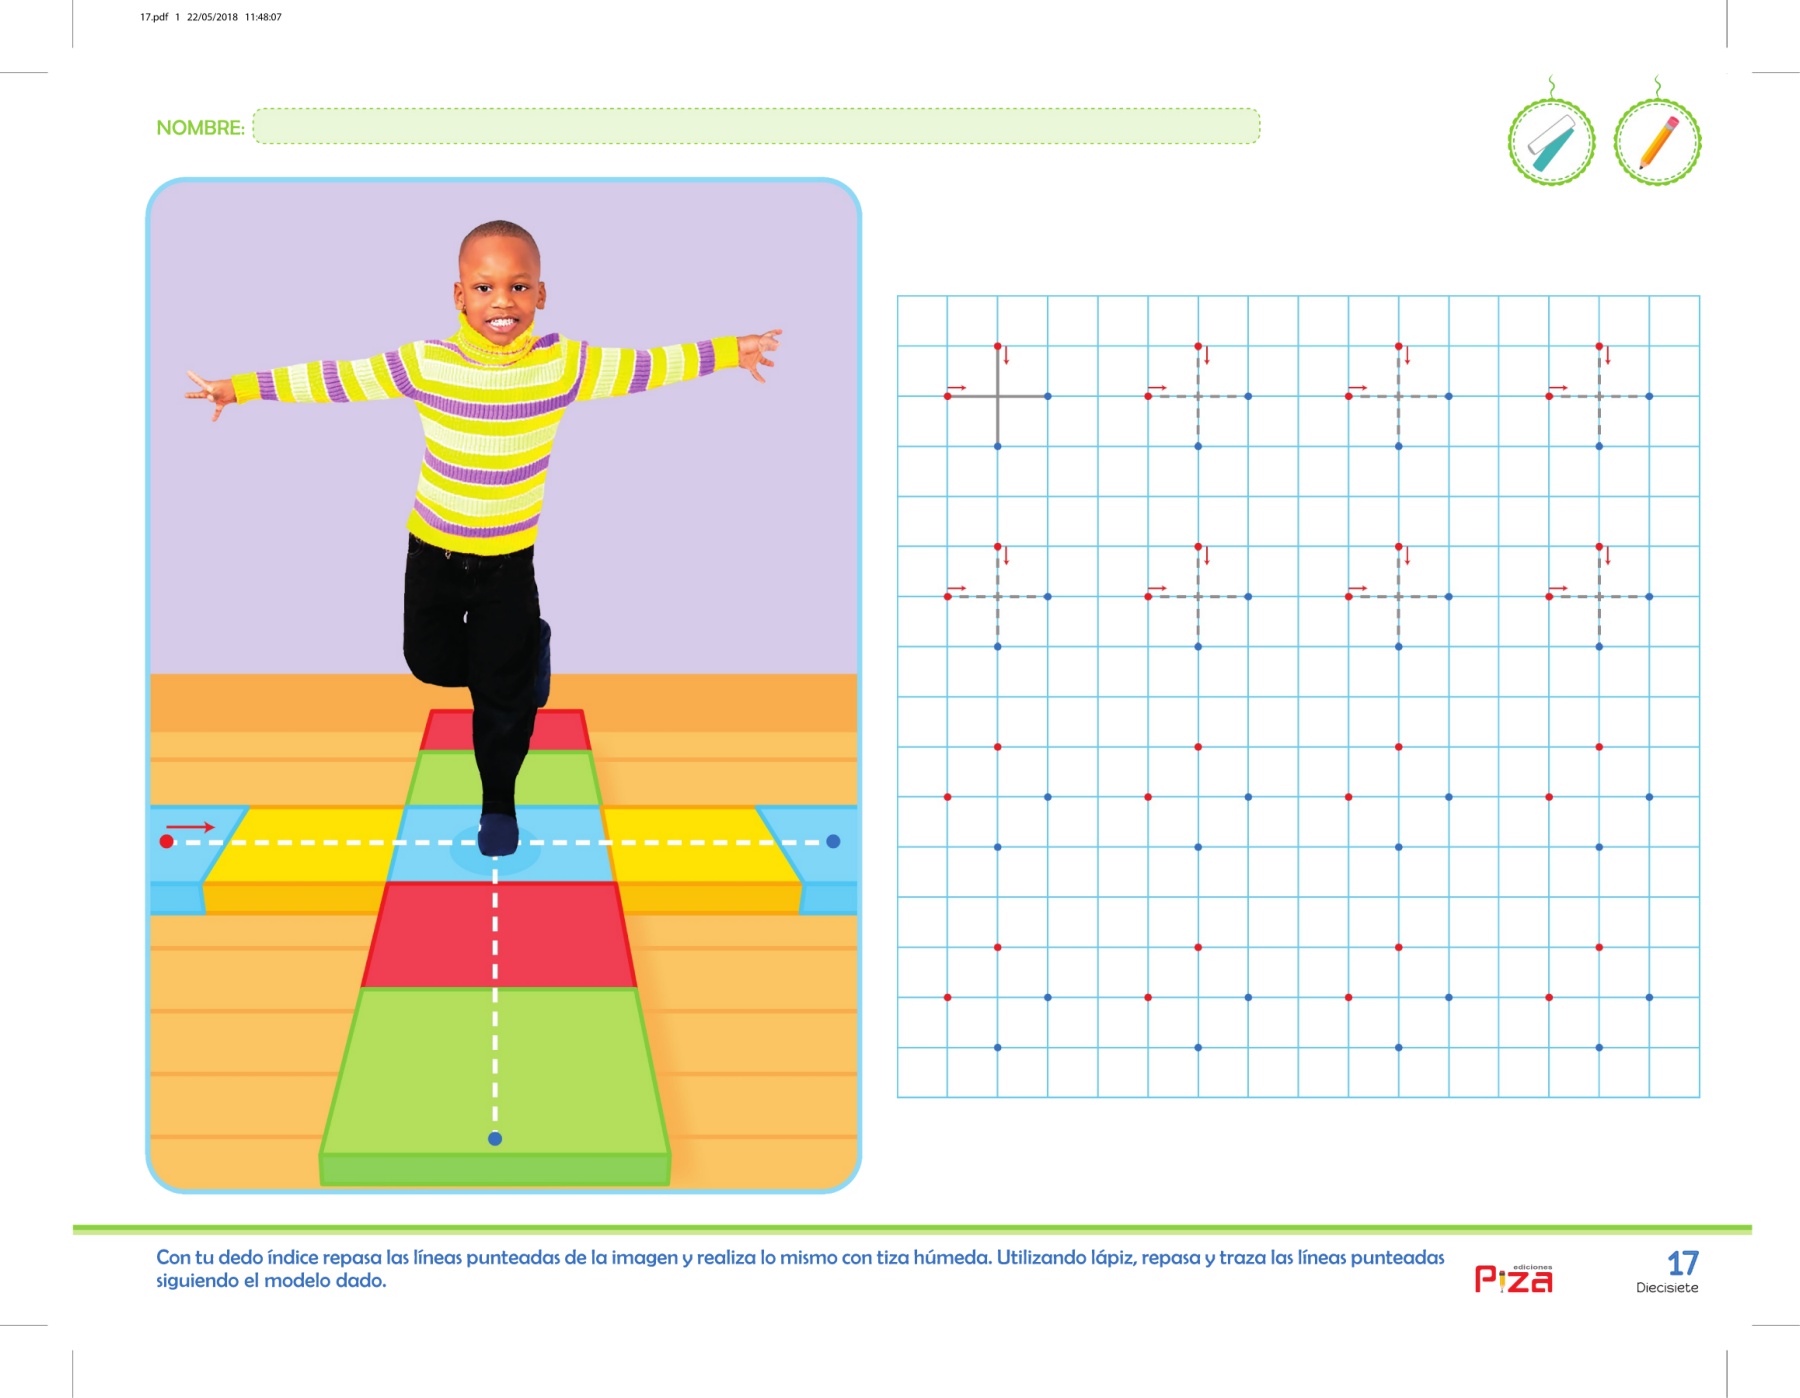 17.pdf 1 22/05/2018 11:48:07
NOMBRE:
Con tu dedo índice repasa las líneas punteadas de la imagen y realiza lo mismo con tiza húmeda. Utilizando lápiz, repasa y traza las líneas punteadas
siguiendo el modelo dado.
ediciones
Piza
17
Diecisiete